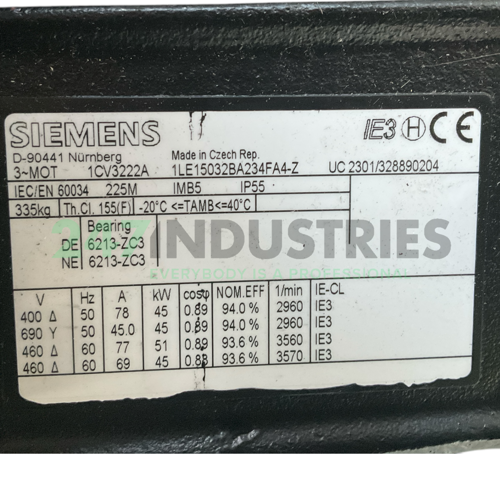 SIEMENS IE3 H CE
D-90441 Nürnberg Made in Czech Rep.
3~MOT 1CV3222A 1LE15032BA234FA4-Z UC 2301/328890204
IEC/EN 60034 225M IMB5 IP55
335kg Th.Cl. 155(F) -20°C <=TAMB<=40°C
Bearing
DE 6213-ZC3
NE 6213-ZC3
INDUSTRIES
EVERYBODY IS A FAMILY
V Hz A kW cosφ NOM.EFF 1/min IE-CL
400 Δ 50 78 45 0.89 94.0 % 2960 IE3
690 Y 50 45.0 45 0.89 94.0 % 2960 IE3
460 Δ 60 77 51 0.89 93.6 % 3560 IE3
460 Δ 60 69 45 0.88 93.6 % 3570 IE3